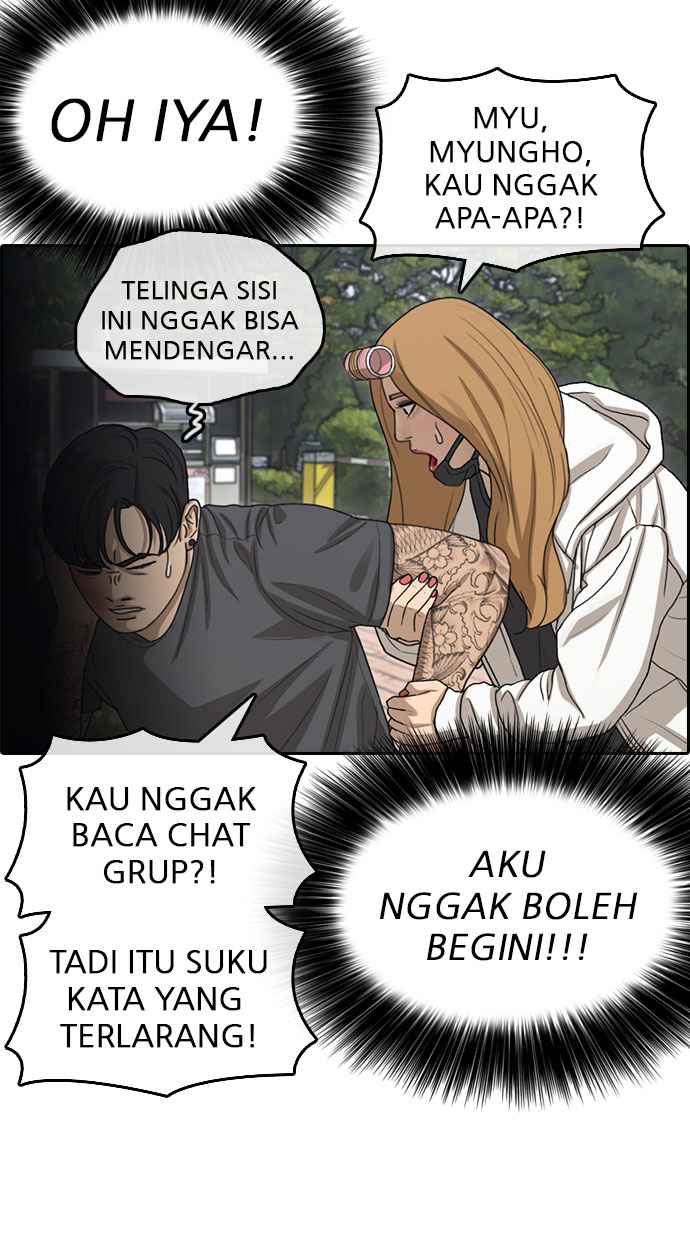 OH IYA!
MYU,
MYUNGHO,
KAU NGGAK
APA-APA?!
TELINGA SISI
INI NGGAK BISA
MENDENGAR...
KAU NGGAK
BACA CHAT
GRUP?!
TADI ITU SUKU
KATA YANG
TERLARANG!
AKU
NGGAK BOLEH
BEGINI!!!